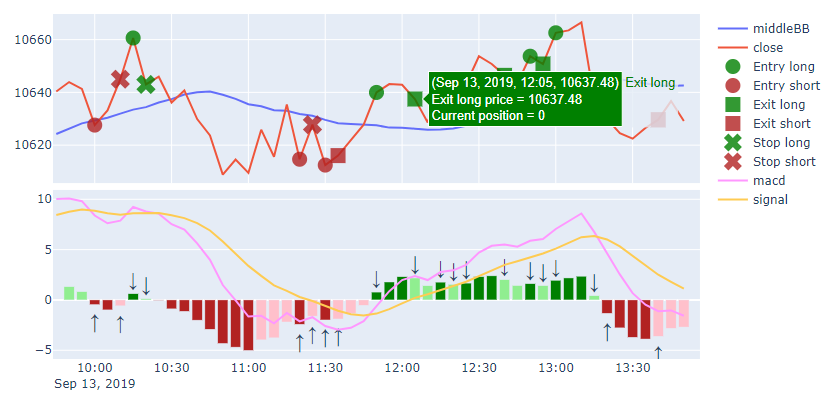 10660
10640
10620
(Sep 13, 2019, 12:05, 10637.48) Exit long
Exit long price = 10637.48
Current position = 0
middleBB
close
Entry long
Entry short
Exit long
Exit short
Stop long
Stop short
macd
signal
10
5
0
−5
10:00 10:30 11:00 11:30 12:00 12:30 13:00 13:30
Sep 13, 2019